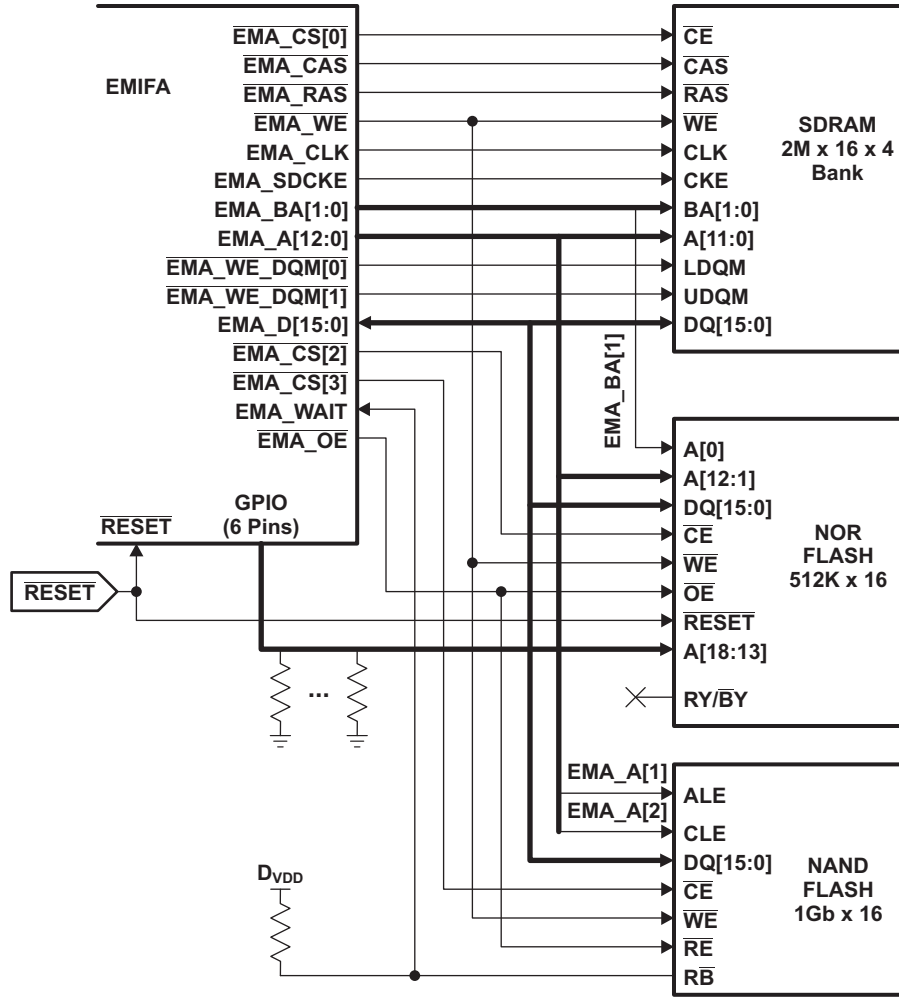 EMIFA
EMA_CS[0]
EMA_CAS
EMA_RAS
EMA_WE
EMA_CLK
EMA_SDCKE
EMA_BA[1:0]
EMA_A[12:0]
EMA_WE_DQM[0]
EMA_WE_DQM[1]
EMA_D[15:0]
EMA_CS[2]
EMA_CS[3]
EMA_WAIT
EMA_OE
RESET
GPIO
(6 Pins)
RESET
...
CE
CAS
RAS
WE
CLK
CKE
BA[1:0]
A[11:0]
LDQM
UDQM
DQ[15:0]
SDRAM
2M x 16 x 4
Bank
EMA_BA[1]
A[0]
A[12:1]
DQ[15:0]
CE
WE
OE
RESET
A[18:13]
RY/BY
NOR
FLASH
512K x 16
EMA_A[1]
EMA_A[2]
ALE
CLE
DQ[15:0]
CE
WE
RE
RB
NAND
FLASH
1Gb x 16
DVDD